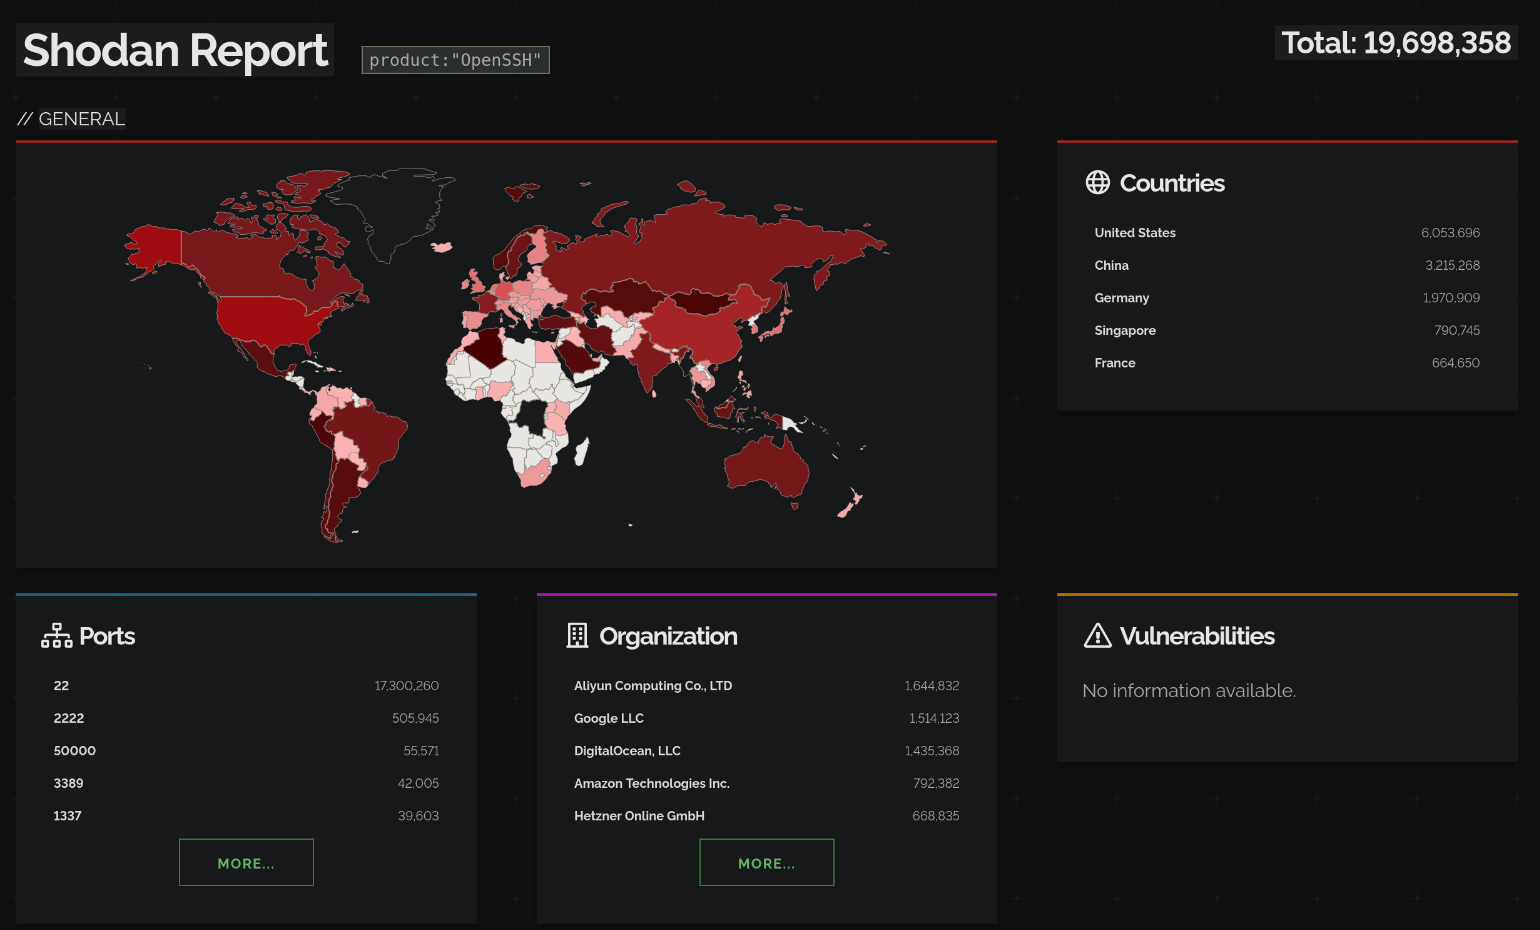 Shodan Report
product:"OpenSSH"
Total: 19,698,358
// GENERAL
Countries
United States 6,053,696
China 3,215,268
Germany 1,970,909
Singapore 790,745
France 664,650
Ports
22 17,300,260
2222 505,945
50000 55,571
3389 42,005
1337 39,603
MORE...
Organization
Aliyun Computing Co., LTD 1,644,832
Google LLC 1,514,123
DigitalOcean, LLC 1,435,368
Amazon Technologies Inc. 792,382
Hetzner Online GmbH 668,835
MORE...
Vulnerabilities
No information available.